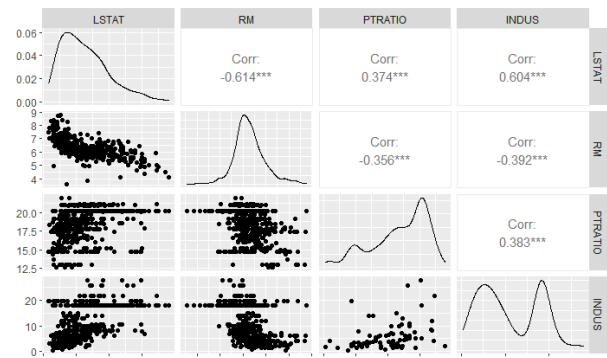 LSTAT RM PTRATIO INDUS
0.06
0.04
0.02
0.00
Corr:
-0.614***
Corr:
0.374***
Corr:
0.604***
LSTAT
9
8
7
6
5
4
Corr:
-0.356***
Corr:
-0.392***
RM
20.0
17.5
15.0
12.5
Corr:
0.383***
PTRATIO
20
10
0
INDUS